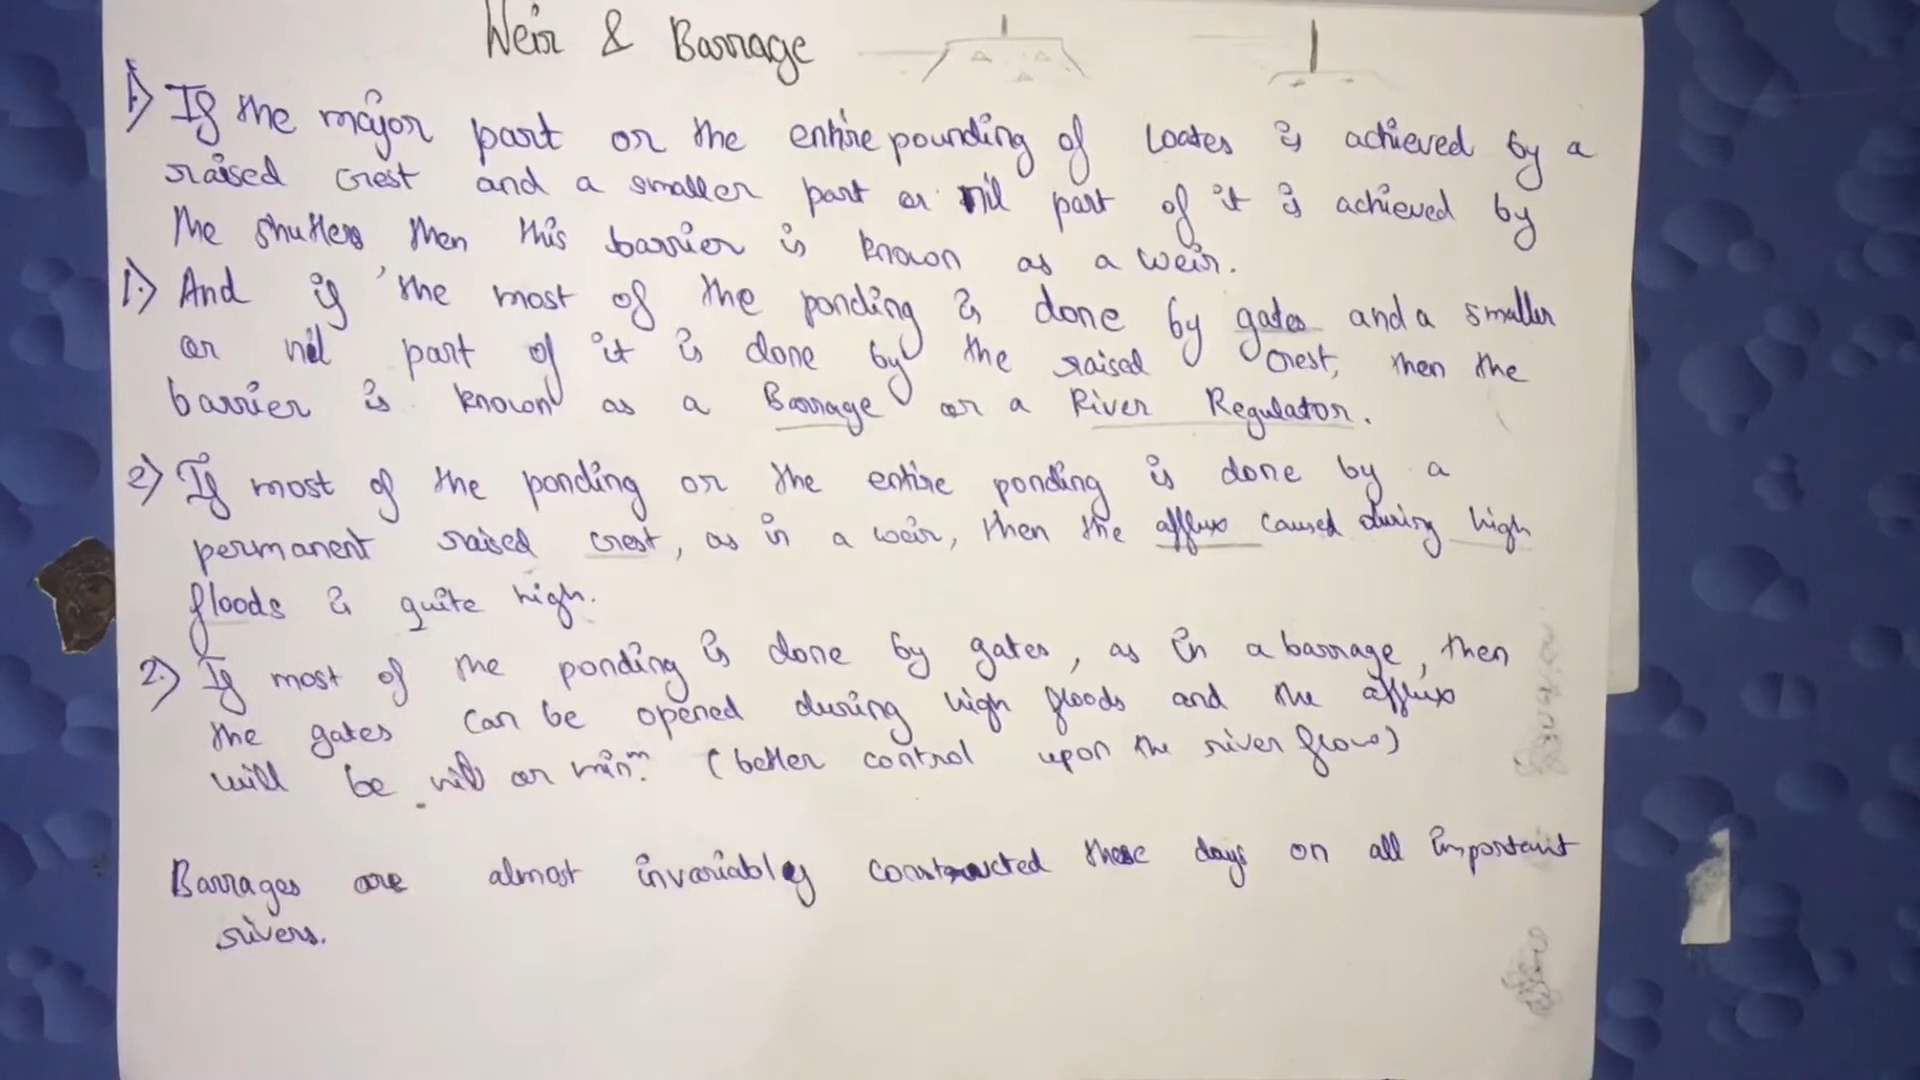 Weir & Barrage
1.) If the major part or the entire pounding of water is achieved by a
raised crest and a smaller part or nil part of it is achieved by
the shutters then this barrier is known as a weir.
1.) And if the most of the ponding is done by gates and a smaller
or nil part of it is done by the raised crest, then the
barrier is known as a Barrage or a River Regulator.
2) If most of the ponding or the entire ponding is done by a
permanent raised crest, as in a weir, then the afflux caused during high
floods is quite high.
2.) If most of the ponding is done by gates, as in a barrage, then
the gates can be opened during high floods and the afflux
will be nil or minm. (better control upon the river flow)
Barrages are almost invariably constructed these days on all important
rivers.